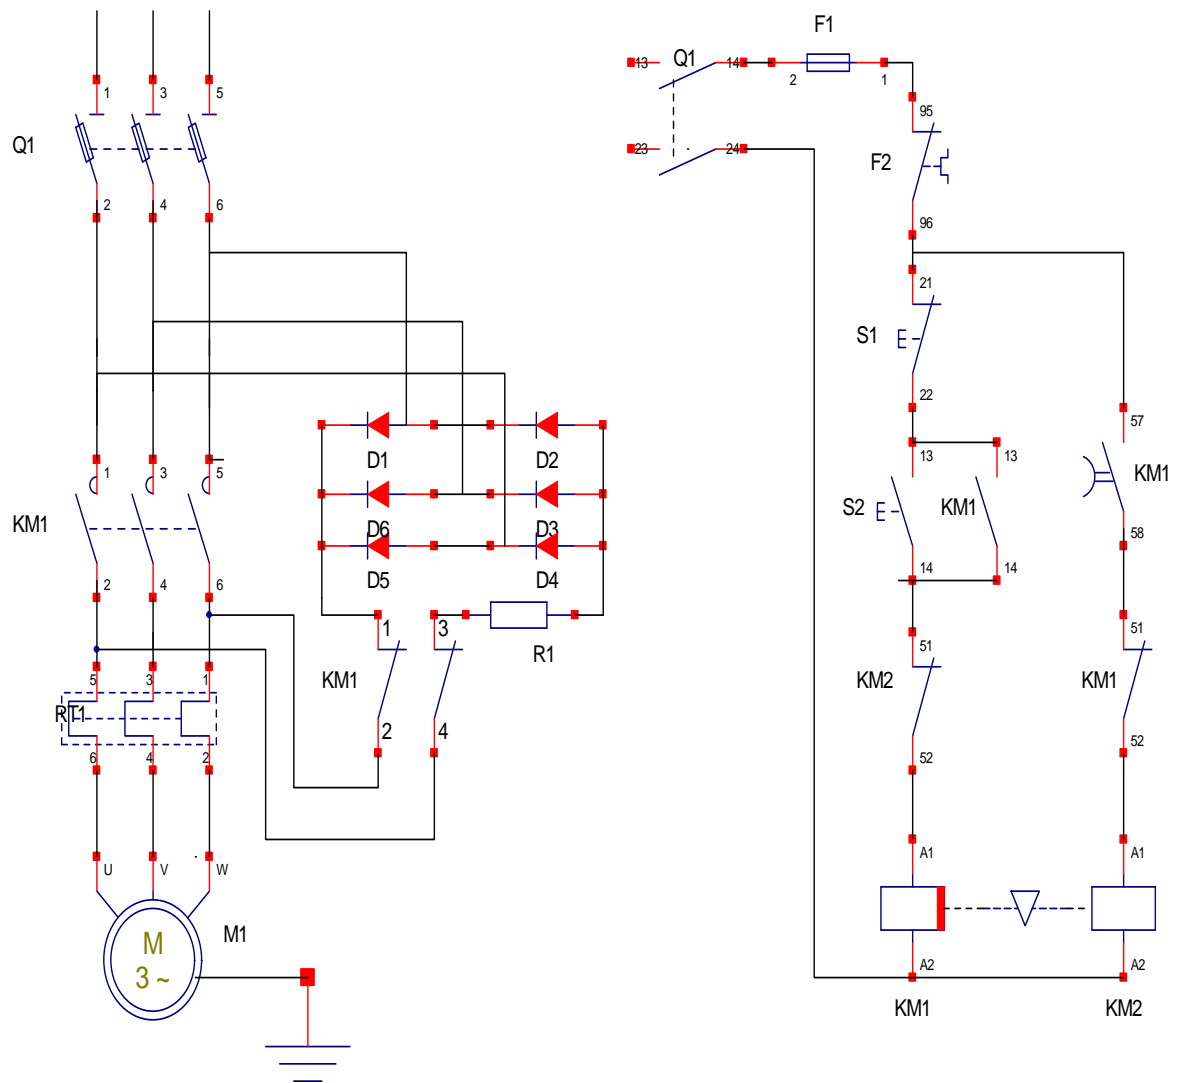 F1
13 Q1 14 2 1
1 3 5
95
Q1
23 24
F2
2 4 6
96
21
S1
22
57
1 3 5
D1 D2
13 13
KM1
KM1
D6 D3
S2 KM1
58
2 4 6
D5 D4
14 14
1 3
R1
51 51
5 3 1
KM1
KM2 KM1
RT1
2 4
6 4 2
52 52
U V W
A1 A1
M1
M
3 ~
A2 A2
KM1 KM2